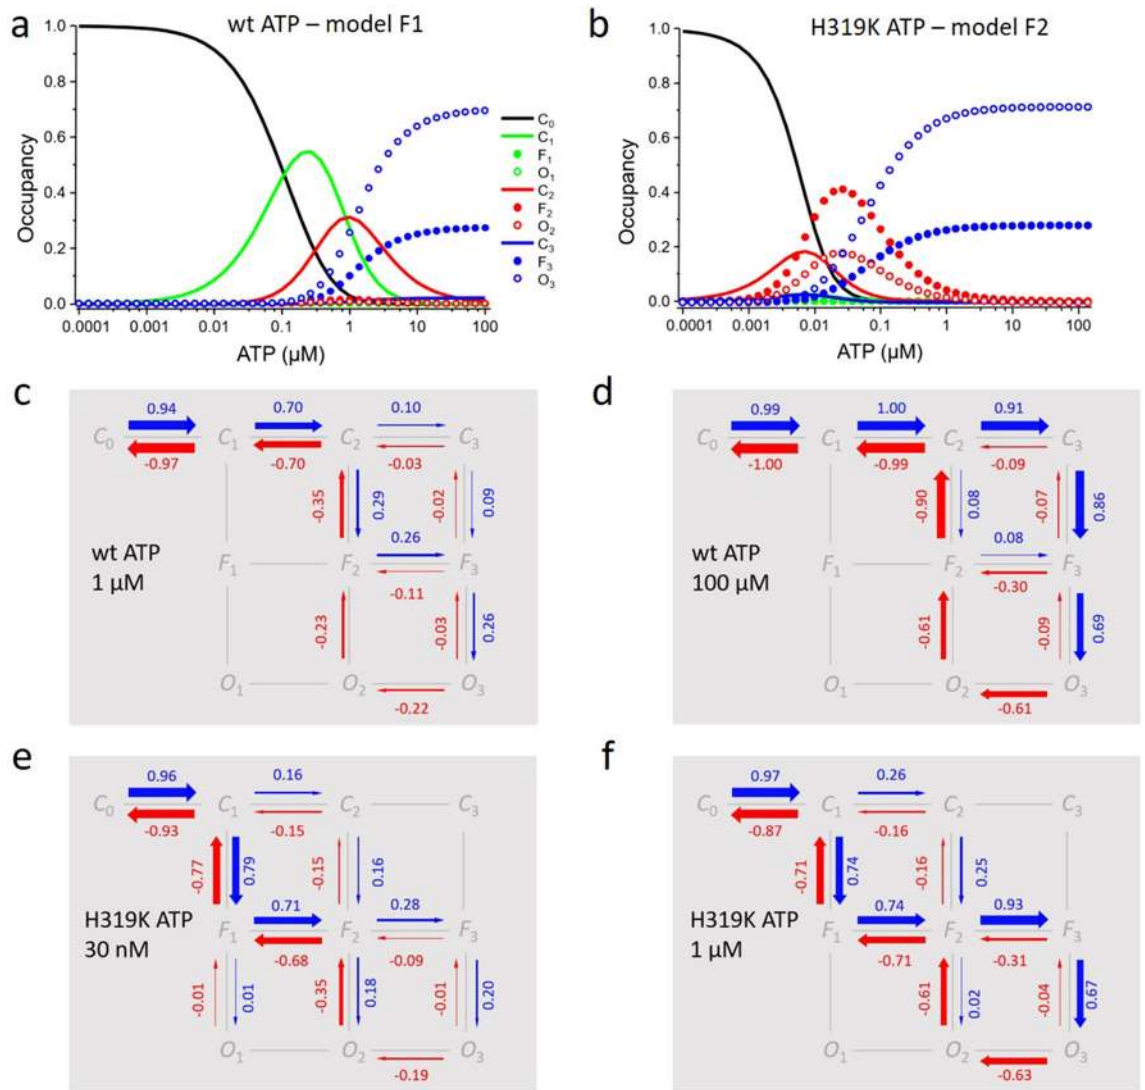 a
wt ATP – model F1
b
H319K ATP – model F2
1.0
0.8
0.6
0.4
0.2
0.0
Occupancy
0.0001
0.001
0.01
0.1
1
10
100
ATP (µM)
C0
C1
F1
O1
C2
F2
O2
C3
F3
O3
1.0
0.8
0.6
0.4
0.2
0.0
Occupancy
0.0001
0.001
0.01
0.1
1
10
100
ATP (µM)
c
0.94
0.70
0.10
C0
C1
C2
C3
-0.97
-0.70
-0.03
-0.35
0.29
-0.02
0.09
wt ATP
1 µM
F1
F2
0.26
F3
-0.11
-0.23
-0.03
0.26
O1
O2
O3
-0.22
d
0.99
1.00
0.91
C0
C1
C2
C3
-1.00
-0.99
-0.09
-0.90
0.08
-0.07
0.86
wt ATP
100 µM
F1
F2
0.08
F3
-0.30
-0.61
-0.09
0.69
O1
O2
O3
-0.61
e
0.96
0.16
C0
C1
C2
C3
-0.93
-0.15
-0.77
0.79
-0.15
0.16
H319K ATP
30 nM
0.71
0.28
F1
F2
F3
-0.68
-0.09
-0.01
0.01
-0.35
0.18
-0.01
0.20
O1
O2
O3
-0.19
f
0.97
0.26
C0
C1
C2
C3
-0.87
-0.16
-0.71
0.74
-0.16
0.25
H319K ATP
1 µM
0.74
0.93
F1
F2
F3
-0.71
-0.31
-0.61
0.02
-0.04
0.67
O1
O2
O3
-0.63